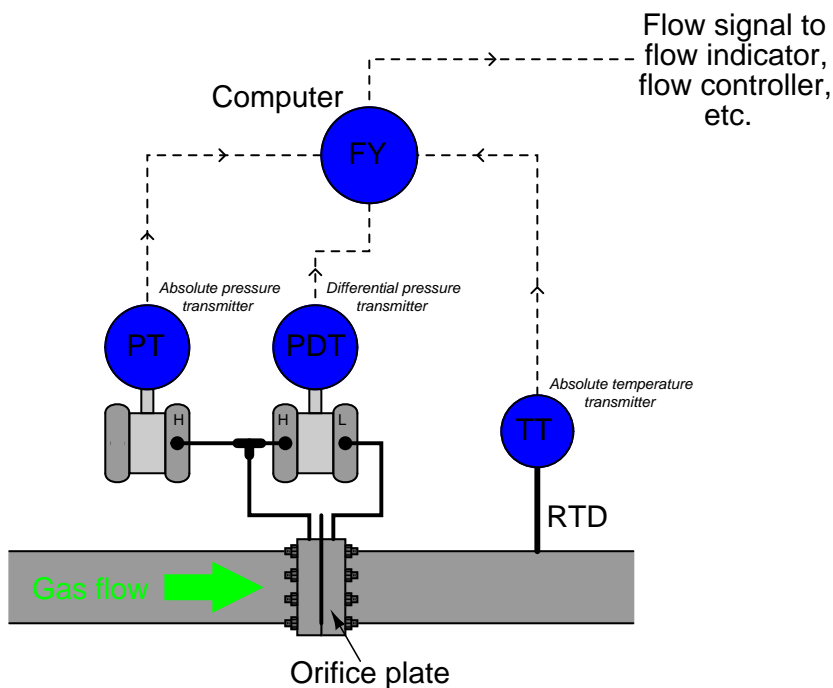 Flow signal to
flow indicator,
flow controller,
etc.
Computer
FY
Absolute pressure
transmitter
Differential pressure
transmitter
PT
PDT
Absolute temperature
transmitter
TT
H
H
L
RTD
Gas flow
Orifice plate